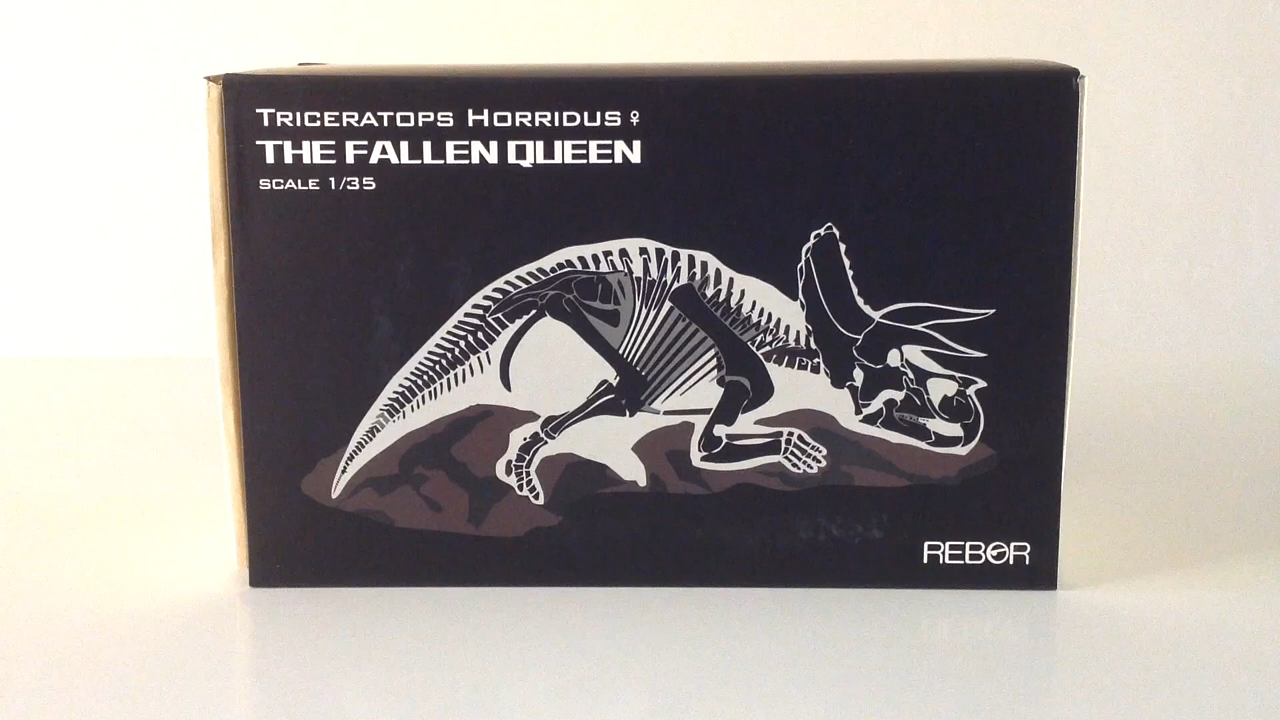 Triceratops Horridus ♀
THE FALLEN QUEEN
SCALE 1/35
REBOR